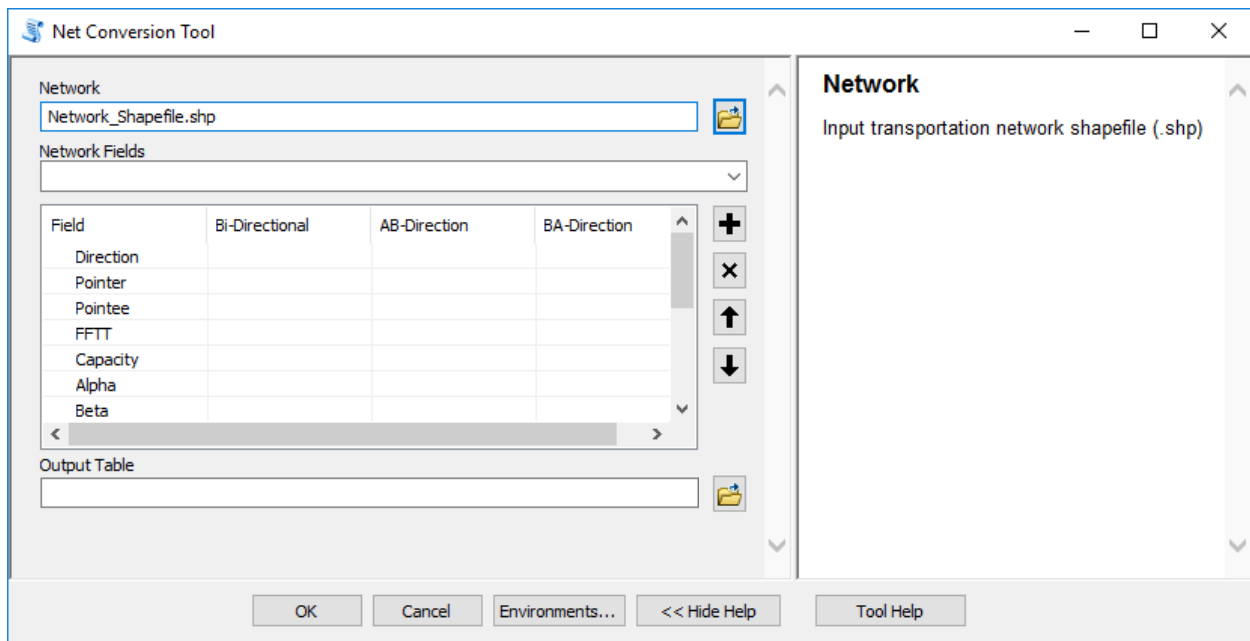 Net Conversion Tool
Network
Network_Shapefile.shp
Network Fields
Field Bi-Directional AB-Direction BA-Direction
Direction
Pointer
Pointee
FFTT
Capacity
Alpha
Beta
Output Table
Network
Input transportation network shapefile (.shp)
OK Cancel Environments... << Hide Help Tool Help